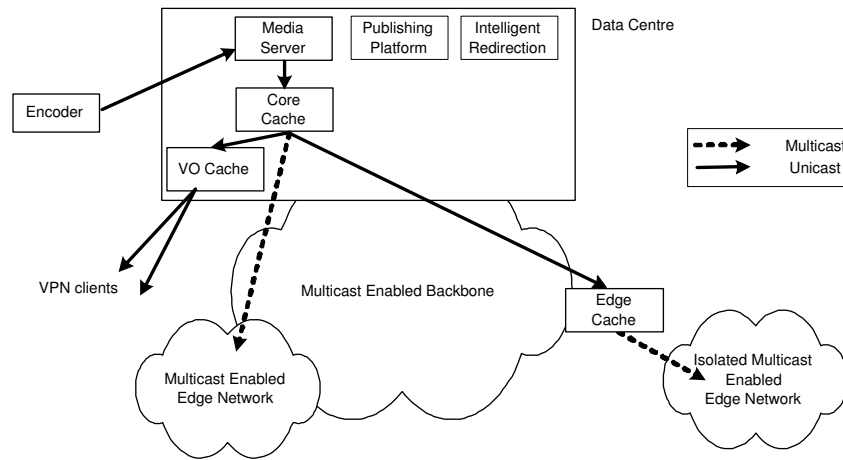 Media
Server
Publishing
Platform
Intelligent
Redirection
Data Centre
Encoder
Core
Cache
VO Cache
Multicast
Unicast
VPN clients
Multicast Enabled Backbone
Edge
Cache
Multicast Enabled
Edge Network
Isolated Multicast
Enabled
Edge Network